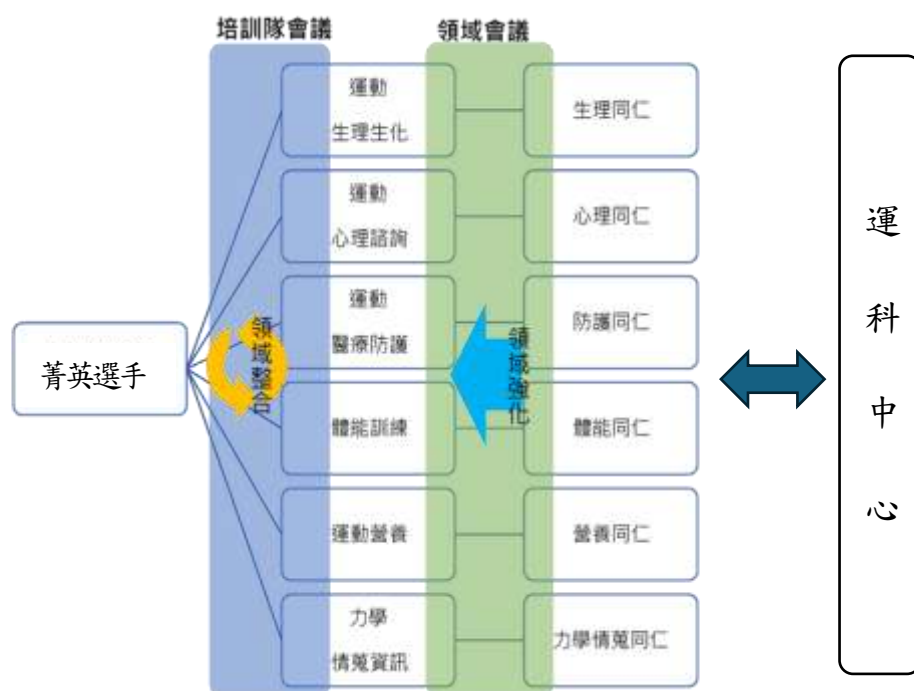 培訓隊會議
領域會議
運動
生理生化
生理同仁
運動
心理諮詢
心理同仁
運動
醫療防護
防護同仁
菁英選手
領域整合
領域強化
體能訓練
體能同仁
運動營養
營養同仁
力學
情蒐資訊
力學情蒐同仁
運科中心